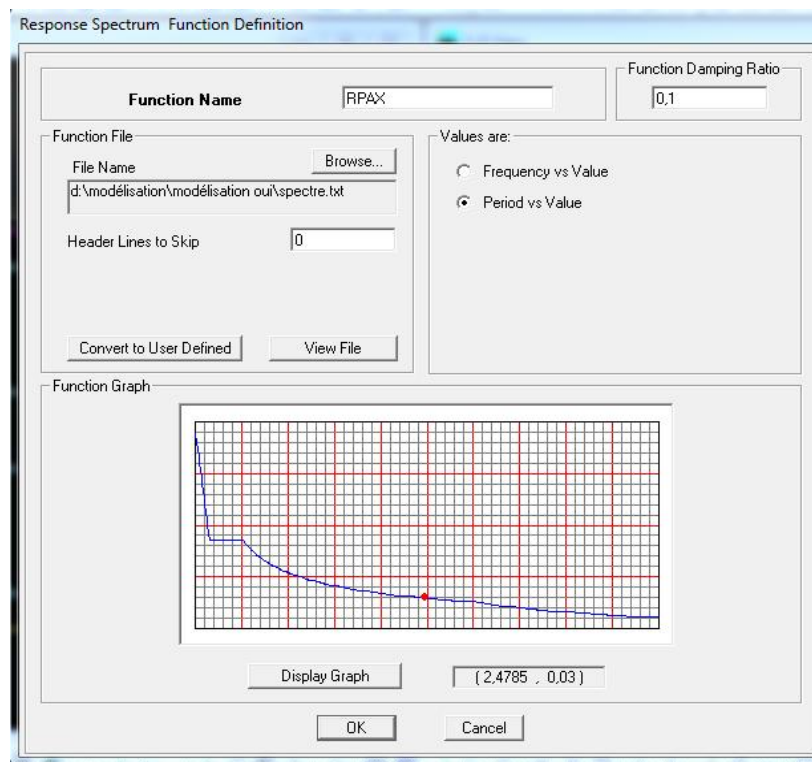 Response Spectrum Function Definition
Function Name
RPAX
Function Damping Ratio
0,1
Function File
File Name
Browse...
d:\modélisation\modélisation oui\spectre.txt
Header Lines to Skip
0
Convert to User Defined
View File
Values are:
Frequency vs Value
Period vs Value
Function Graph
Display Graph
( 2,4785 , 0,03 )
OK
Cancel